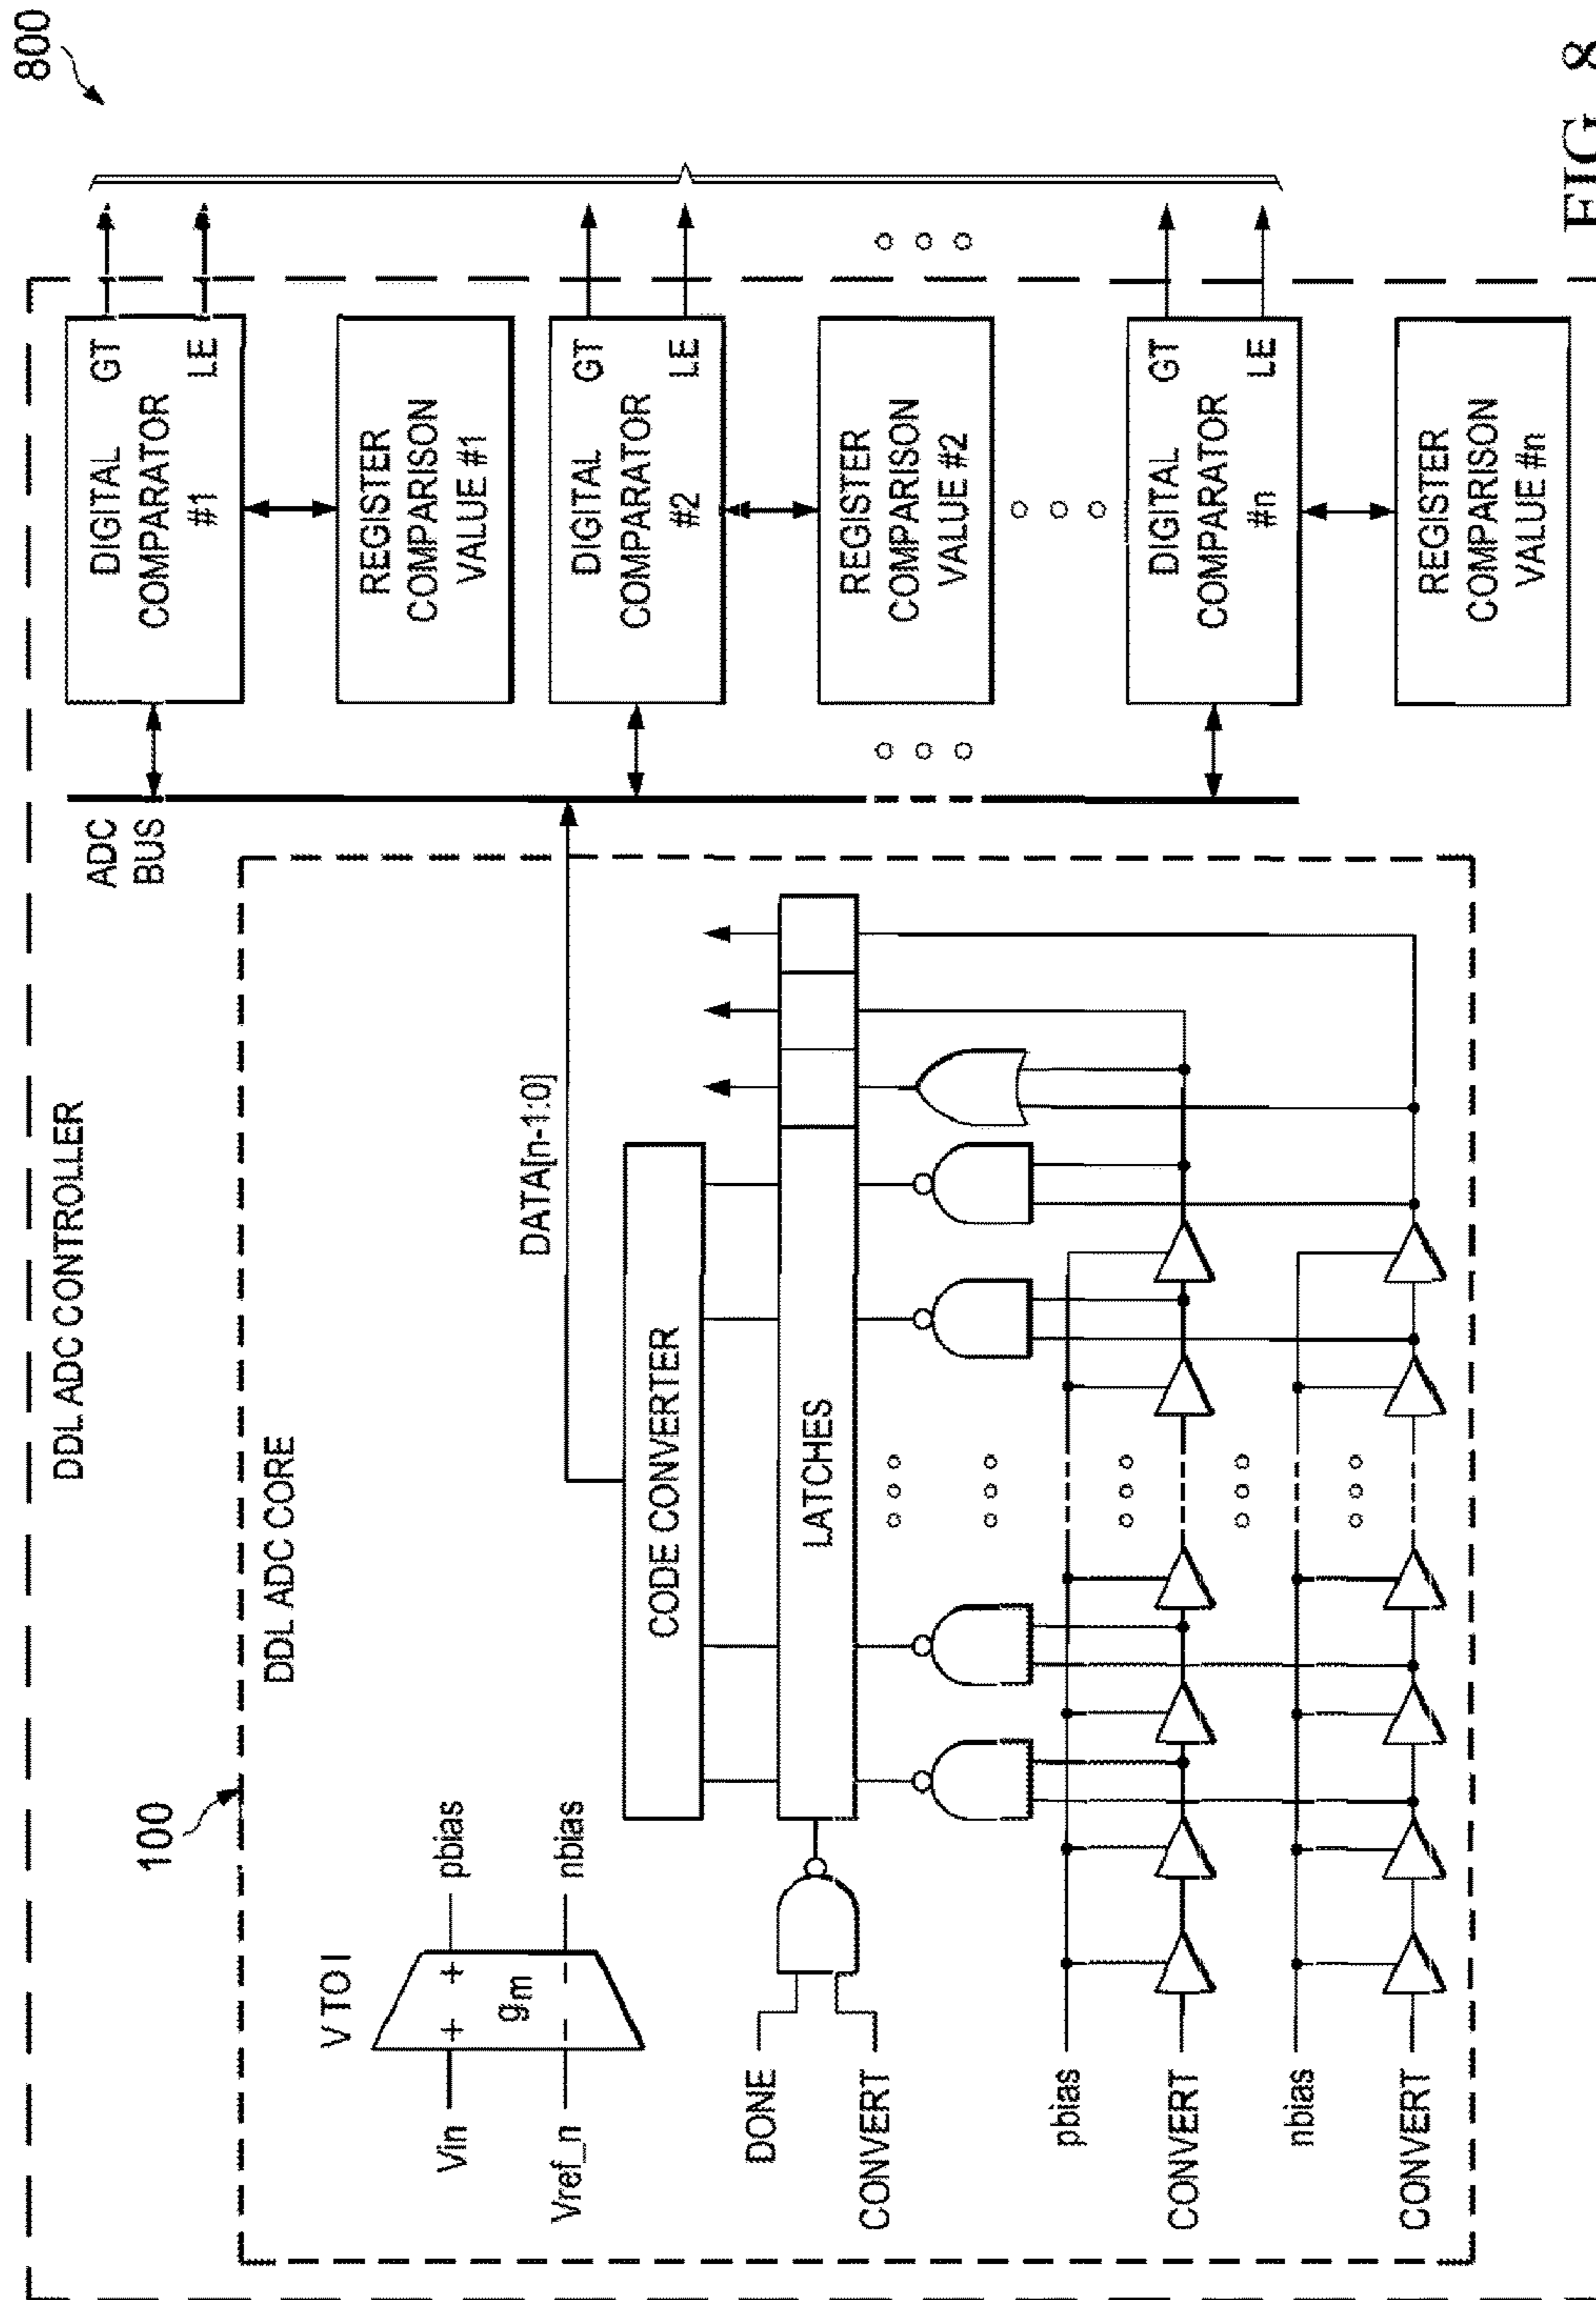 800
DDL ADC CONTROLLER
ADC
BUS
DIGITAL
COMPARATOR
#1
GT
LE
REGISTER
COMPARISON
VALUE #1
DIGITAL
COMPARATOR
#2
GT
LE
REGISTER
COMPARISON
VALUE #2
DIGITAL
COMPARATOR
#n
GT
LE
REGISTER
COMPARISON
VALUE #n
100
DDL ADC CORE
V TO I
Vin
Vref_n
+ +
gm
− −
pbias
nbias
DATA[n-1:0]
CODE CONVERTER
LATCHES
DONE
CONVERT
pbias
CONVERT
nbias
CONVERT
FIG. 8